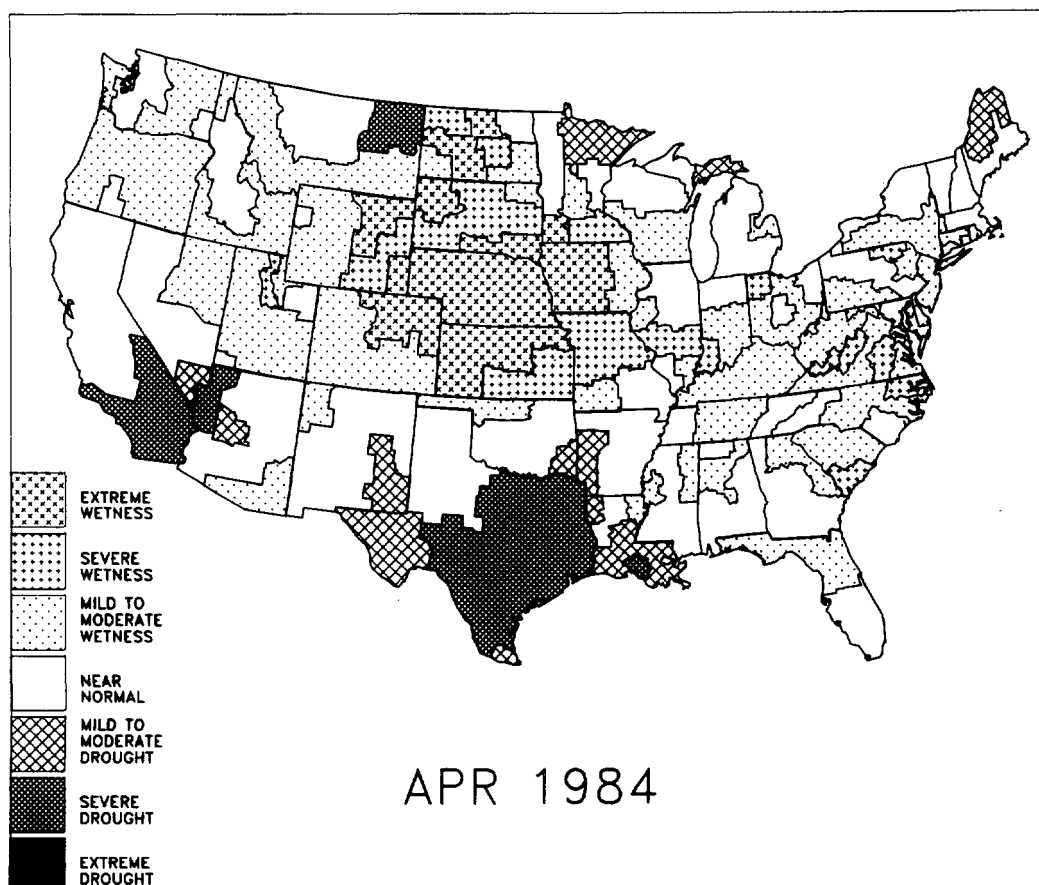 EXTREME
WETNESS
SEVERE
WETNESS
MILD TO
MODERATE
WETNESS
NEAR
NORMAL
MILD TO
MODERATE
DROUGHT
SEVERE
DROUGHT
EXTREME
DROUGHT
APR 1984